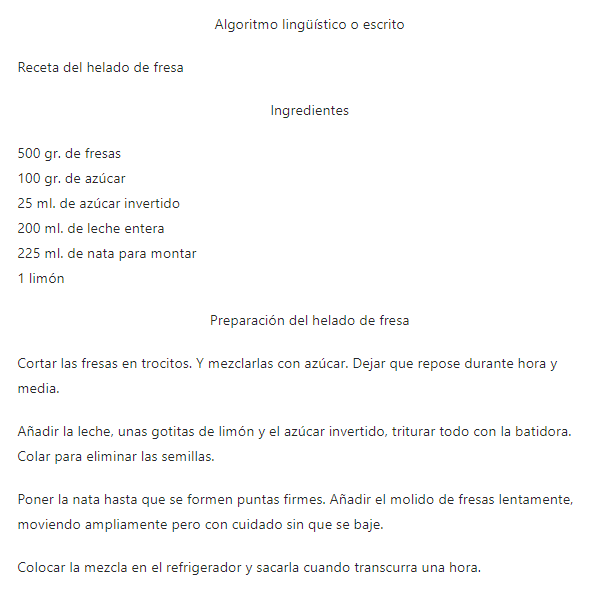 Algoritmo lingüístico o escrito
Receta del helado de fresa
Ingredientes
500 gr. de fresas
100 gr. de azúcar
25 ml. de azúcar invertido
200 ml. de leche entera
225 ml. de nata para montar
1 limón
Preparación del helado de fresa
Cortar las fresas en trocitos. Y mezclarlas con azúcar. Dejar que repose durante hora y
media.
Añadir la leche, unas gotitas de limón y el azúcar invertido, triturar todo con la batidora.
Colar para eliminar las semillas.
Poner la nata hasta que se formen puntas firmes. Añadir el molido de fresas lentamente,
moviendo ampliamente pero con cuidado sin que se baje.
Colocar la mezcla en el refrigerador y sacarla cuando transcurra una hora.